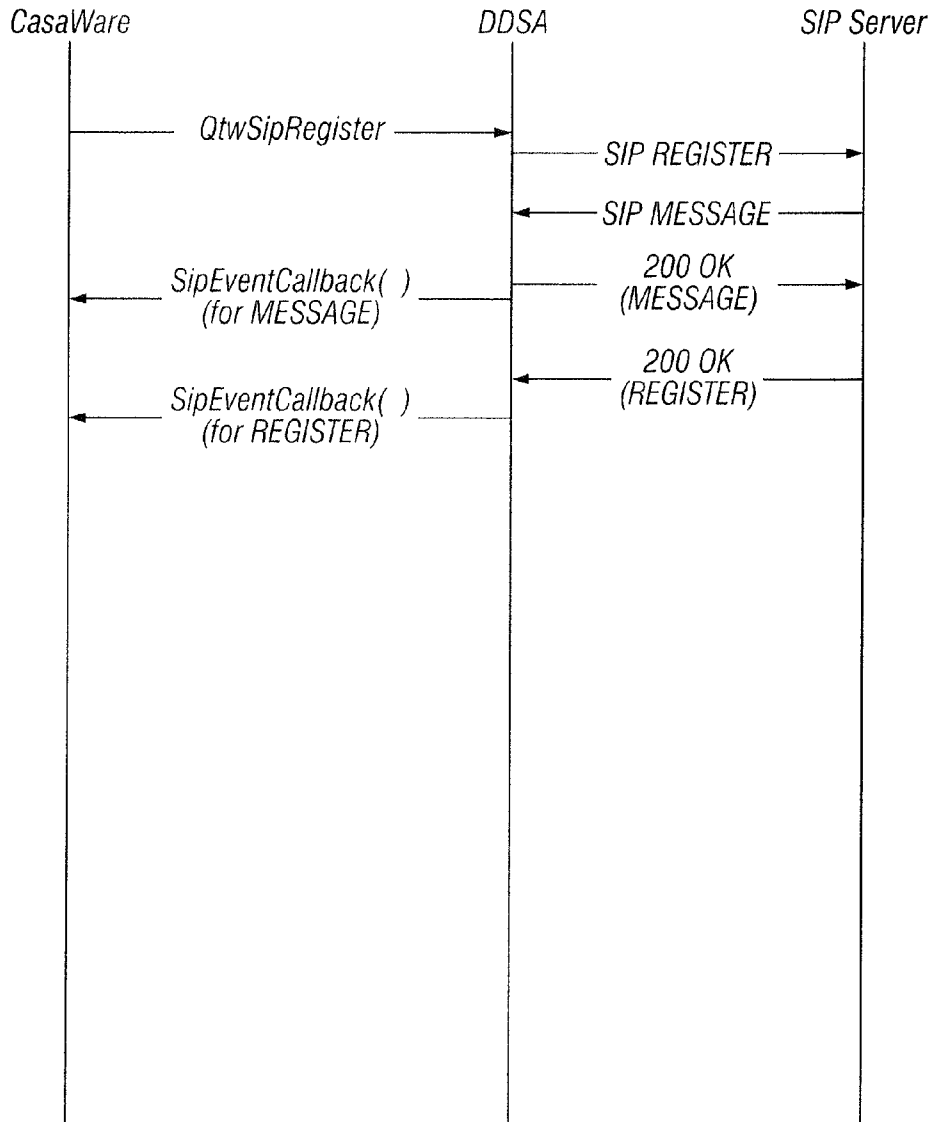 CasaWare
DDSA
SIP Server
QtwSipRegister
SIP REGISTER
SIP MESSAGE
SipEventCallback( )
(for MESSAGE)
200 OK
(MESSAGE)
200 OK
(REGISTER)
SipEventCallback( )
(for REGISTER)